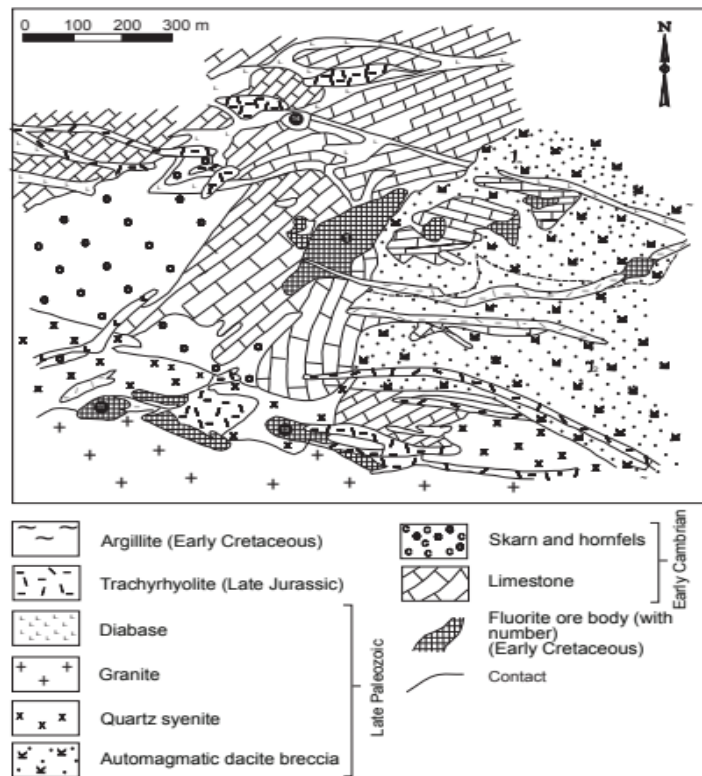 0 100 200 300 m
N
Argillite (Early Cretaceous)
Trachyrhyolite (Late Jurassic)
Diabase
Granite
Quartz syenite
Automagmatic dacite breccia
Late Paleozoic
Skarn and hornfels
Limestone
Early Cambrian
Fluorite ore body (with
number)
(Early Cretaceous)
Contact